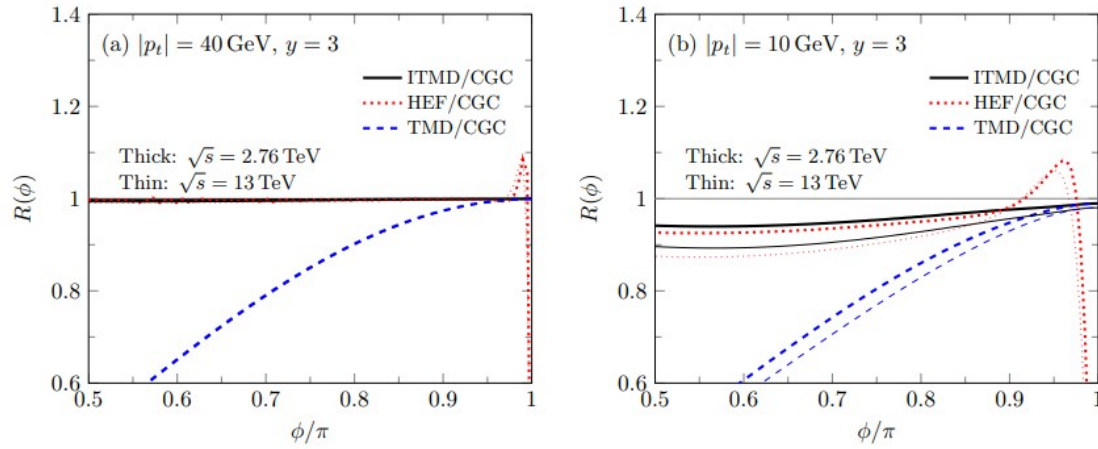 (a) |p_t| = 40 GeV, y = 3
ITMD/CGC
HEF/CGC
TMD/CGC
Thick: √s = 2.76 TeV
Thin: √s = 13 TeV
R(ϕ)
1.4
1.2
1
0.8
0.6
0.5
0.6
0.7
0.8
0.9
1
ϕ/π
(b) |p_t| = 10 GeV, y = 3
ITMD/CGC
HEF/CGC
TMD/CGC
Thick: √s = 2.76 TeV
Thin: √s = 13 TeV
R(ϕ)
1.4
1.2
1
0.8
0.6
0.5
0.6
0.7
0.8
0.9
1
ϕ/π